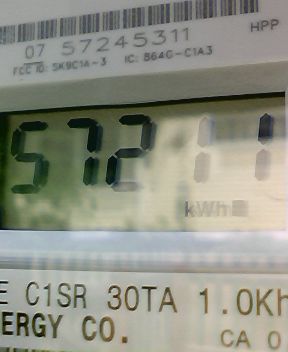 HPP
07 57245311
FCC ID: SK9C1A-3 IC: 864G-C1A3
57211
kWh
E C1SR 30TA 1.0Kh
ERGY CO.
CA 0